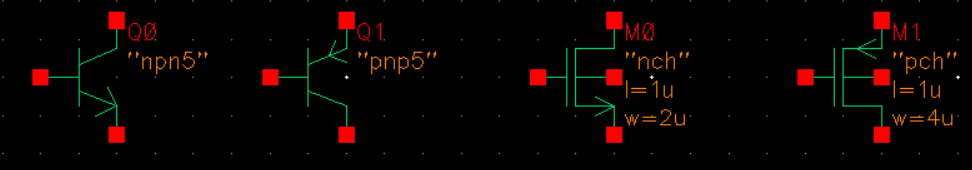 Q0
"npn5"
Q1
"pnp5"
M0
"nch"
l=1u
w=2u
M1
"pch"
l=1u
w=4u